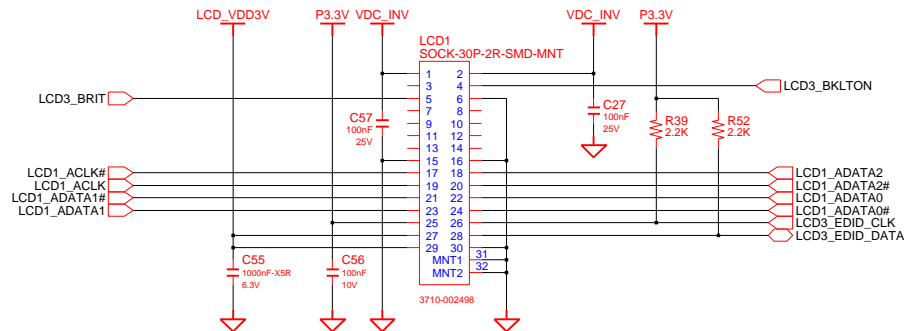 LCD_VDD3V P3.3V VDC_INV VDC_INV P3.3V
LCD1
SOCK-30P-2R-SMD-MNT
1 2
3 4 LCD3_BKLTON
LCD3_BRIT 5 6
7 8
C57 9 10 C27 R39 R52
100nF 11 12 100nF 2.2K 2.2K
25V 13 14 25V
15 16
LCD1_ACLK# 17 18 LCD1_ADATA2
LCD1_ACLK 19 20 LCD1_ADATA2#
LCD1_ADATA1# 21 22 LCD1_ADATA0
LCD1_ADATA1 23 24 LCD1_ADATA0#
25 26 LCD3_EDID_CLK
27 28 LCD3_EDID_DATA
29 30
C55 C56 MNT1 31
1000nF-X5R 100nF MNT2 32
6.3V 10V
3710-002498